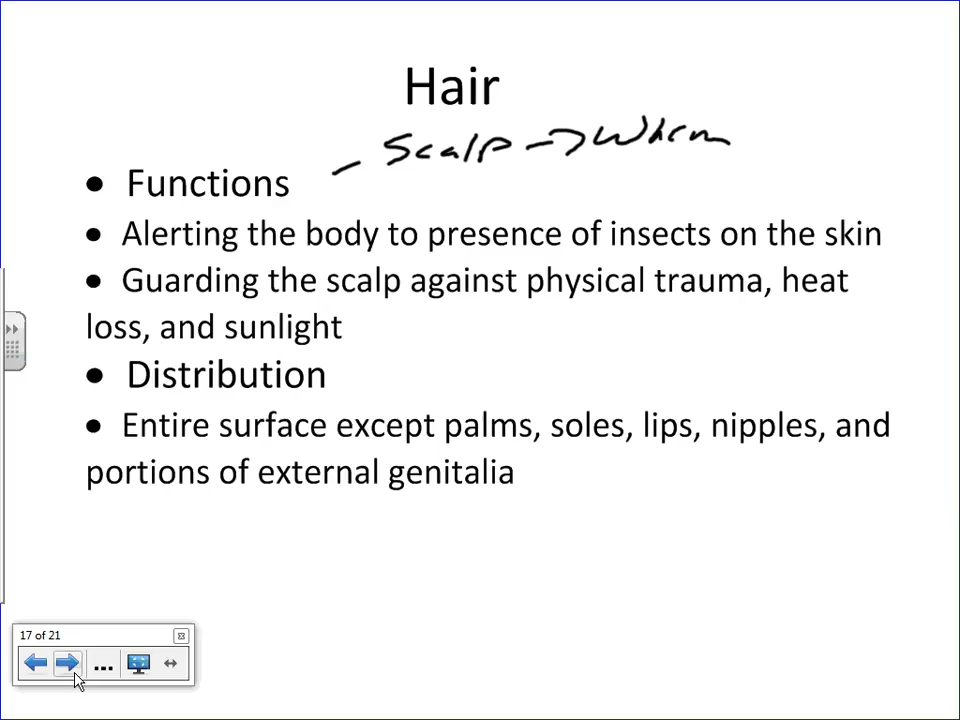 Hair
- Scalp →
• Functions
• Alerting the body to presence of insects on the skin
• Guarding the scalp against physical trauma, heat
loss, and sunlight
• Distribution
• Entire surface except palms, soles, lips, nipples, and
portions of external genitalia
17 of 21
...